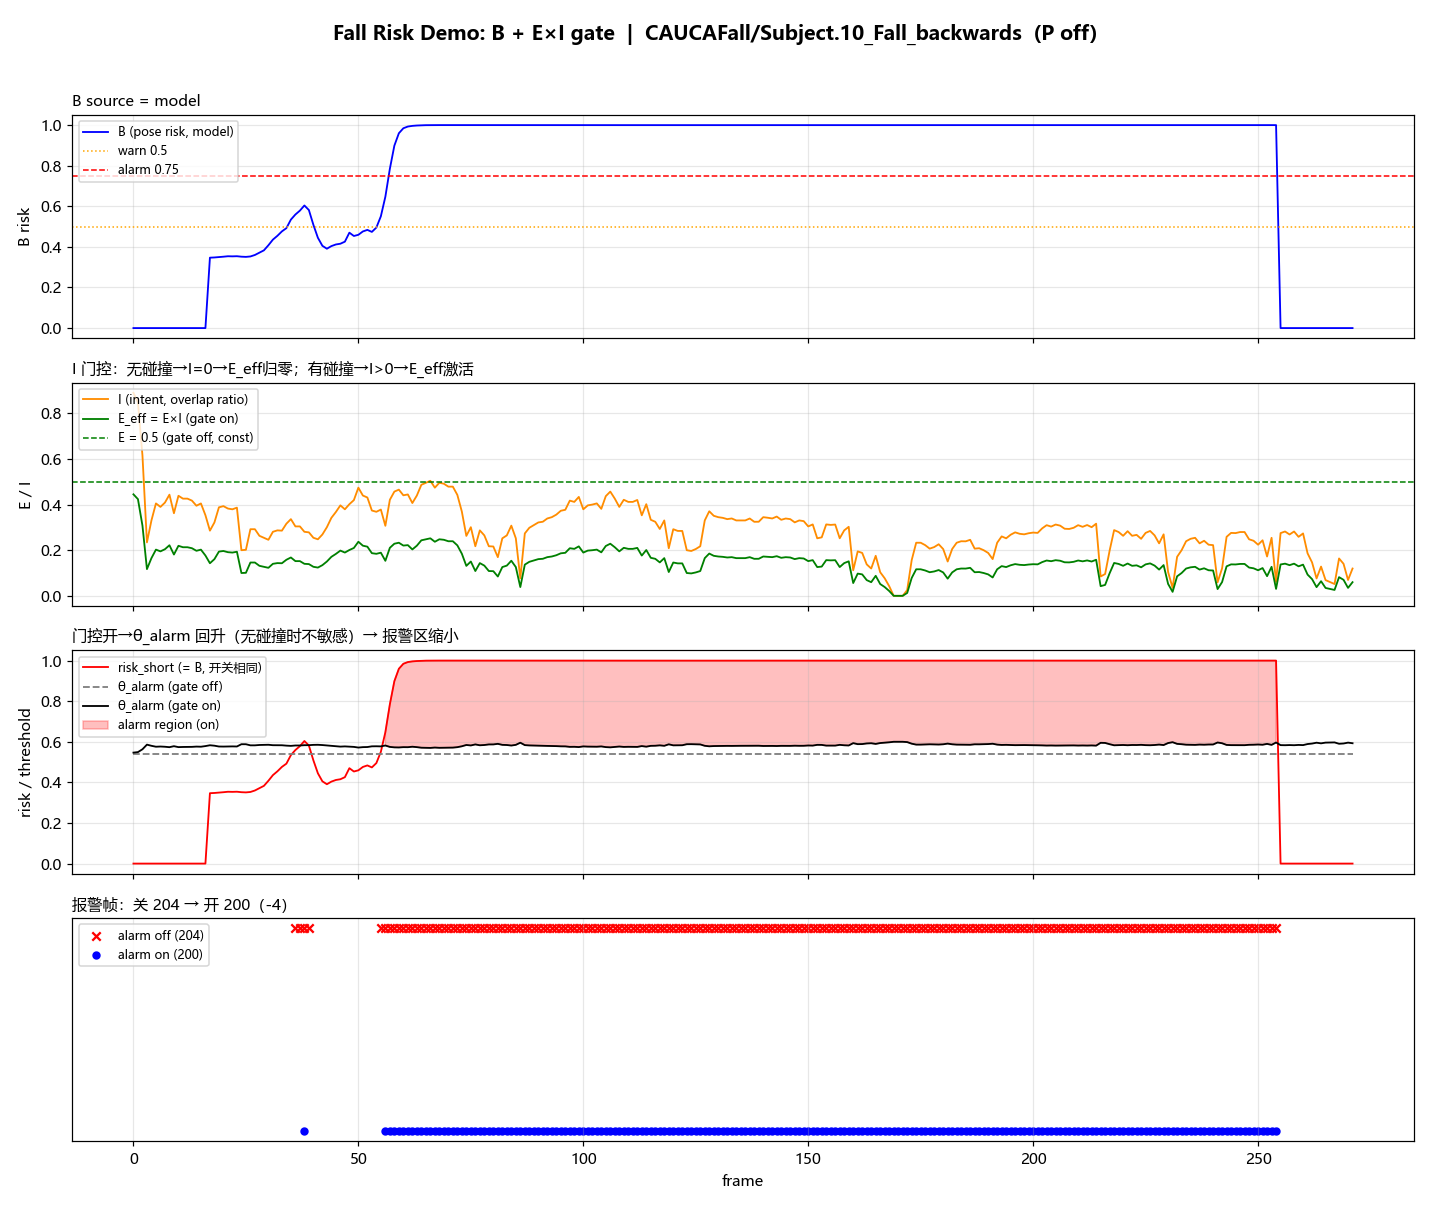 Fall Risk Demo: B + E×I gate | CAUCAFall/Subject.10_Fall_backwards (P off)
B source = model
B risk
1.0
0.8
0.6
0.4
0.2
0.0
B (pose risk, model)
warn 0.5
alarm 0.75
I 门控：无碰撞→I=0→E_eff归零；有碰撞→I>0→E_eff激活
E / I
0.8
0.6
0.4
0.2
0.0
I (intent, overlap ratio)
E_eff = E×I (gate on)
E = 0.5 (gate off, const)
门控开→θ_alarm 回升（无碰撞时不敏感）→ 报警区缩小
risk / threshold
1.0
0.8
0.6
0.4
0.2
0.0
risk_short (= B, 开关相同)
θ_alarm (gate off)
θ_alarm (gate on)
alarm region (on)
报警帧：关 204 → 开 200（-4）
alarm off (204)
alarm on (200)
0 50 100 150 200 250
frame